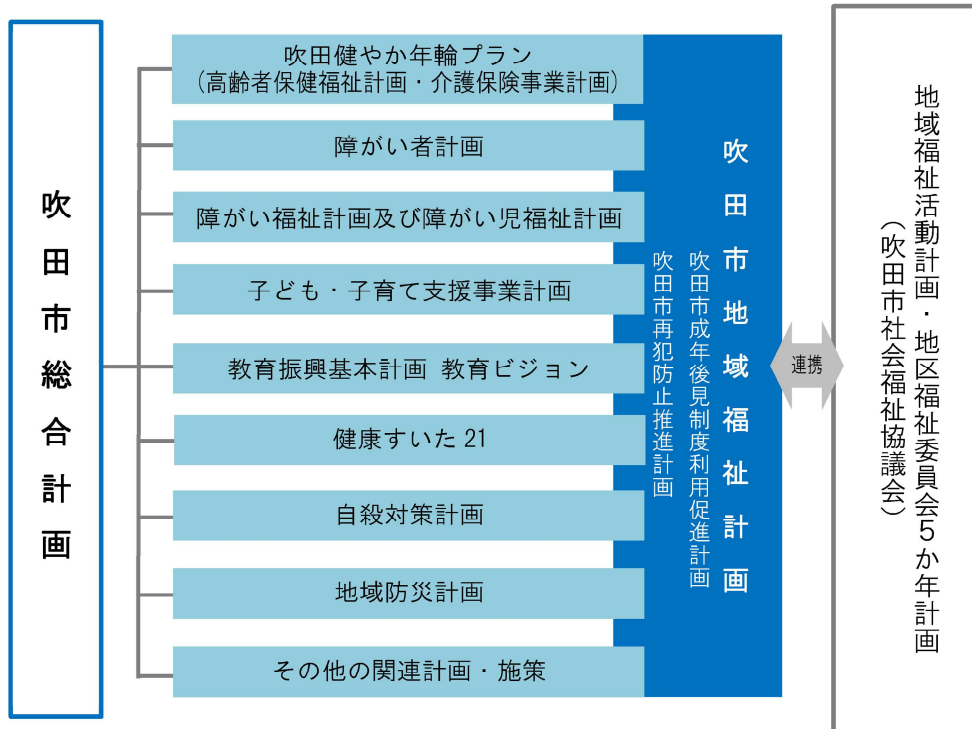 吹田市総合計画
吹田健やか年輪プラン
(高齢者保健福祉計画・介護保険事業計画)
障がい者計画
障がい福祉計画及び障がい児福祉計画
子ども・子育て支援事業計画
教育振興基本計画 教育ビジョン
健康すいた21
自殺対策計画
地域防災計画
その他の関連計画・施策
吹田市地域福祉計画
吹田市成年後見制度利用促進計画
吹田市再犯防止推進計画
連携
地域福祉活動計画・地区福祉委員会5か年計画
(吹田市社会福祉協議会)